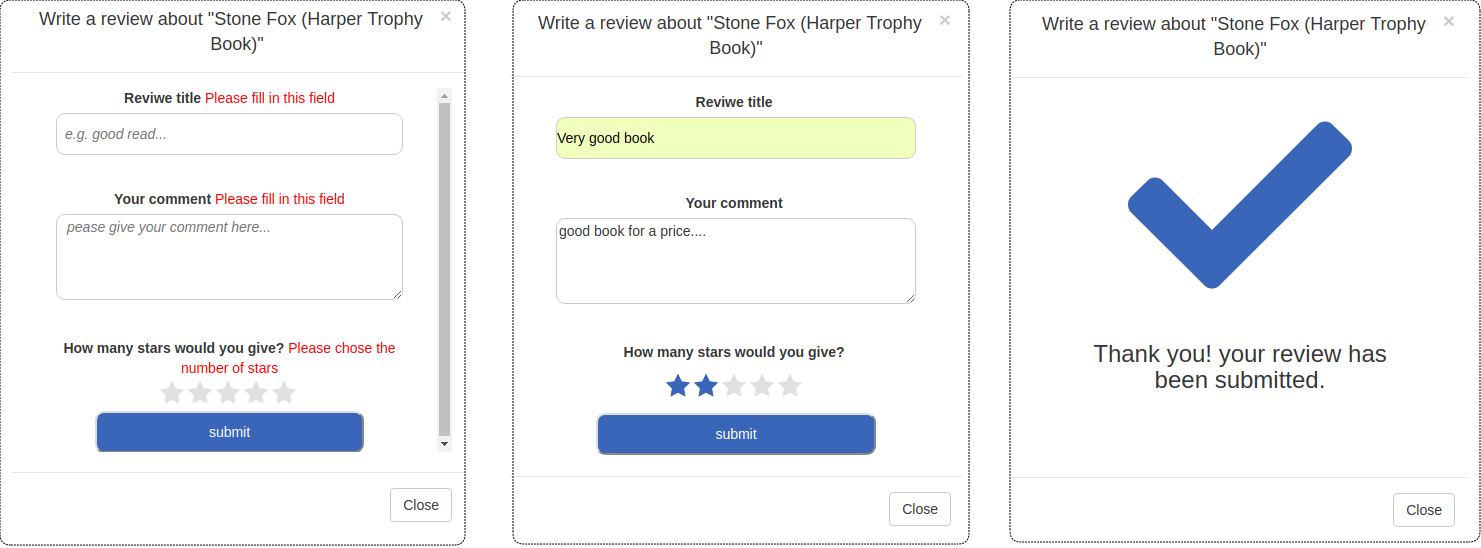 Write a review about "Stone Fox (Harper Trophy
Book)"
×
Reviwe title Please fill in this field
e.g. good read...
Your comment Please fill in this field
pease give your comment here...
How many stars would you give? Please chose the
number of stars
submit
Close
Write a review about "Stone Fox (Harper Trophy
Book)"
×
Reviwe title
Very good book
Your comment
good book for a price....
How many stars would you give?
submit
Close
Write a review about "Stone Fox (Harper Trophy
Book)"
×
Thank you! your review has
been submitted.
Close